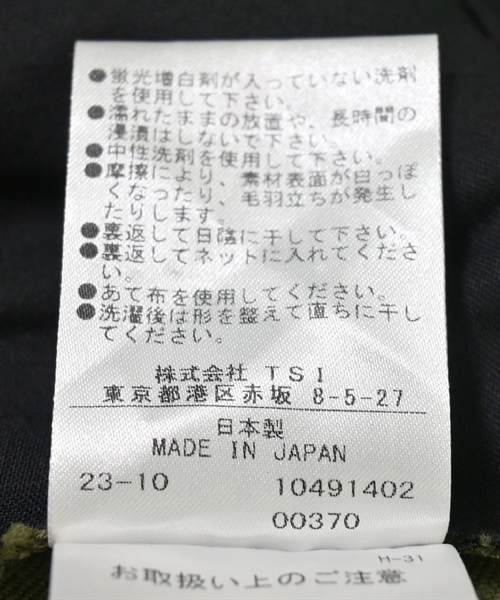 ●蛍光増白剤が入っていない洗剤
を使用して下さい。
●濡れたままの放置や、長時間の
浸漬はしないで下さい。
●中性洗剤を使用して下さい。
●摩擦により、素材表面が白っぽ
くなったり、毛羽立ちが発生し
たりします。
●裏返して日陰に干して下さい。
●裏返してネットに入れてくださ
い。
●あて布を使用してください。
●洗濯後は形を整えて直ちに干し
てください。
株式会社 TSI
東京都港区赤坂 8-5-27
日本製
MADE IN JAPAN
23-10 10491402
00370
H-31
お取扱い上のご注意